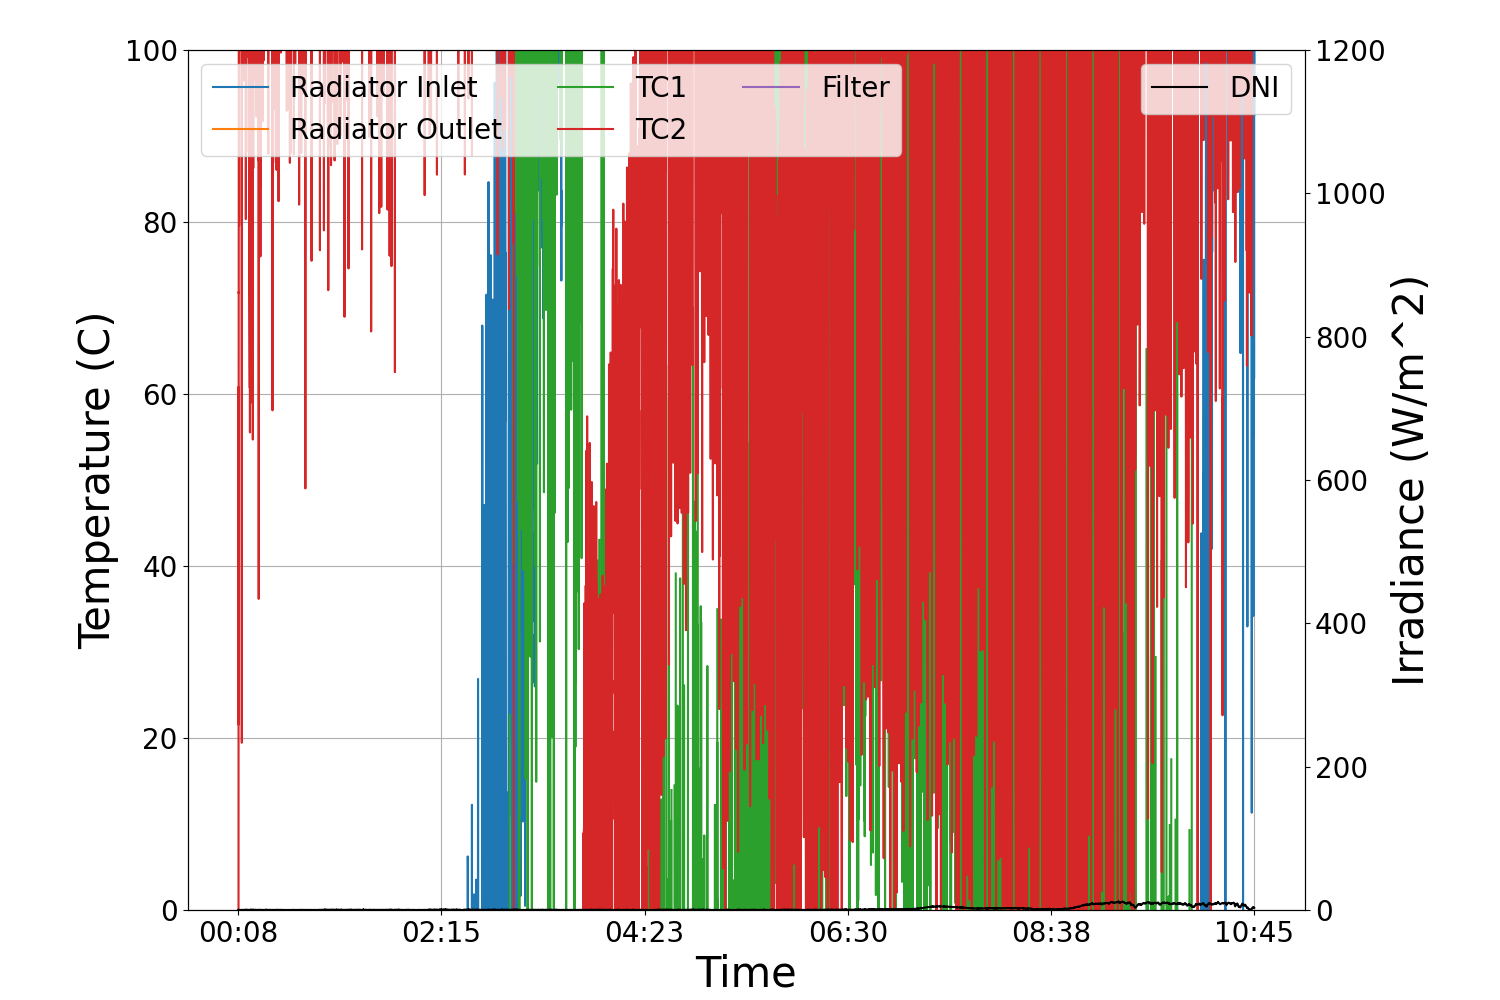 100
80
60
40
20
0
Temperature (C)
Radiator Inlet
Radiator Outlet
TC1
TC2
Filter
DNI
1200
1000
800
600
400
200
0
Irradiance (W/m^2)
00:08
02:15
04:23
06:30
08:38
10:45
Time